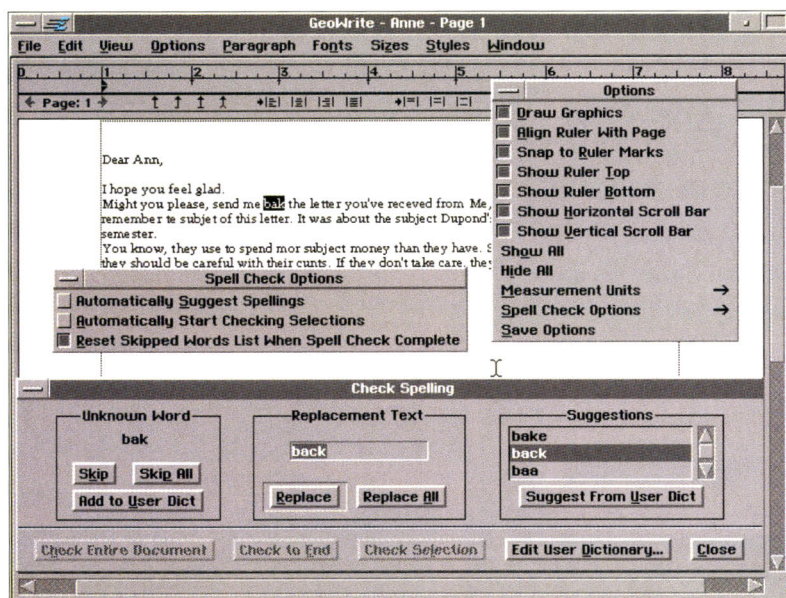 GeoWrite - Anne - Page 1
File Edit View Options Paragraph Fonts Sizes Styles Window
0 1 2 3 4 5 6 7 8
Page: 1
Options
Draw Graphics
Align Ruler With Page
Snap to Ruler Marks
Show Ruler Top
Show Ruler Bottom
Show Horizontal Scroll Bar
Show Vertical Scroll Bar
Show All
Hide All
Measurement Units →
Spell Check Options →
Save Options
Dear Ann,
I hope you feel glad.
Might you please, send me bak the letter you've receved from Me,
remember te subjet of this letter. It was about the subject Dupond's
semester.
You know, they use to spend mor subject money than they have. S
they should be careful with their cunts. If they don't take care, they
Spell Check Options
Automatically Suggest Spellings
Automatically Start Checking Selections
Reset Skipped Words List When Spell Check Complete
Check Spelling
Unknown Word
bak
Skip Skip All
Add to User Dict
Replacement Text
back
Replace Replace All
Suggestions
bake
back
baa
Suggest From User Dict
Check Entire Document Check to End Check Selection Edit User Dictionary... Close